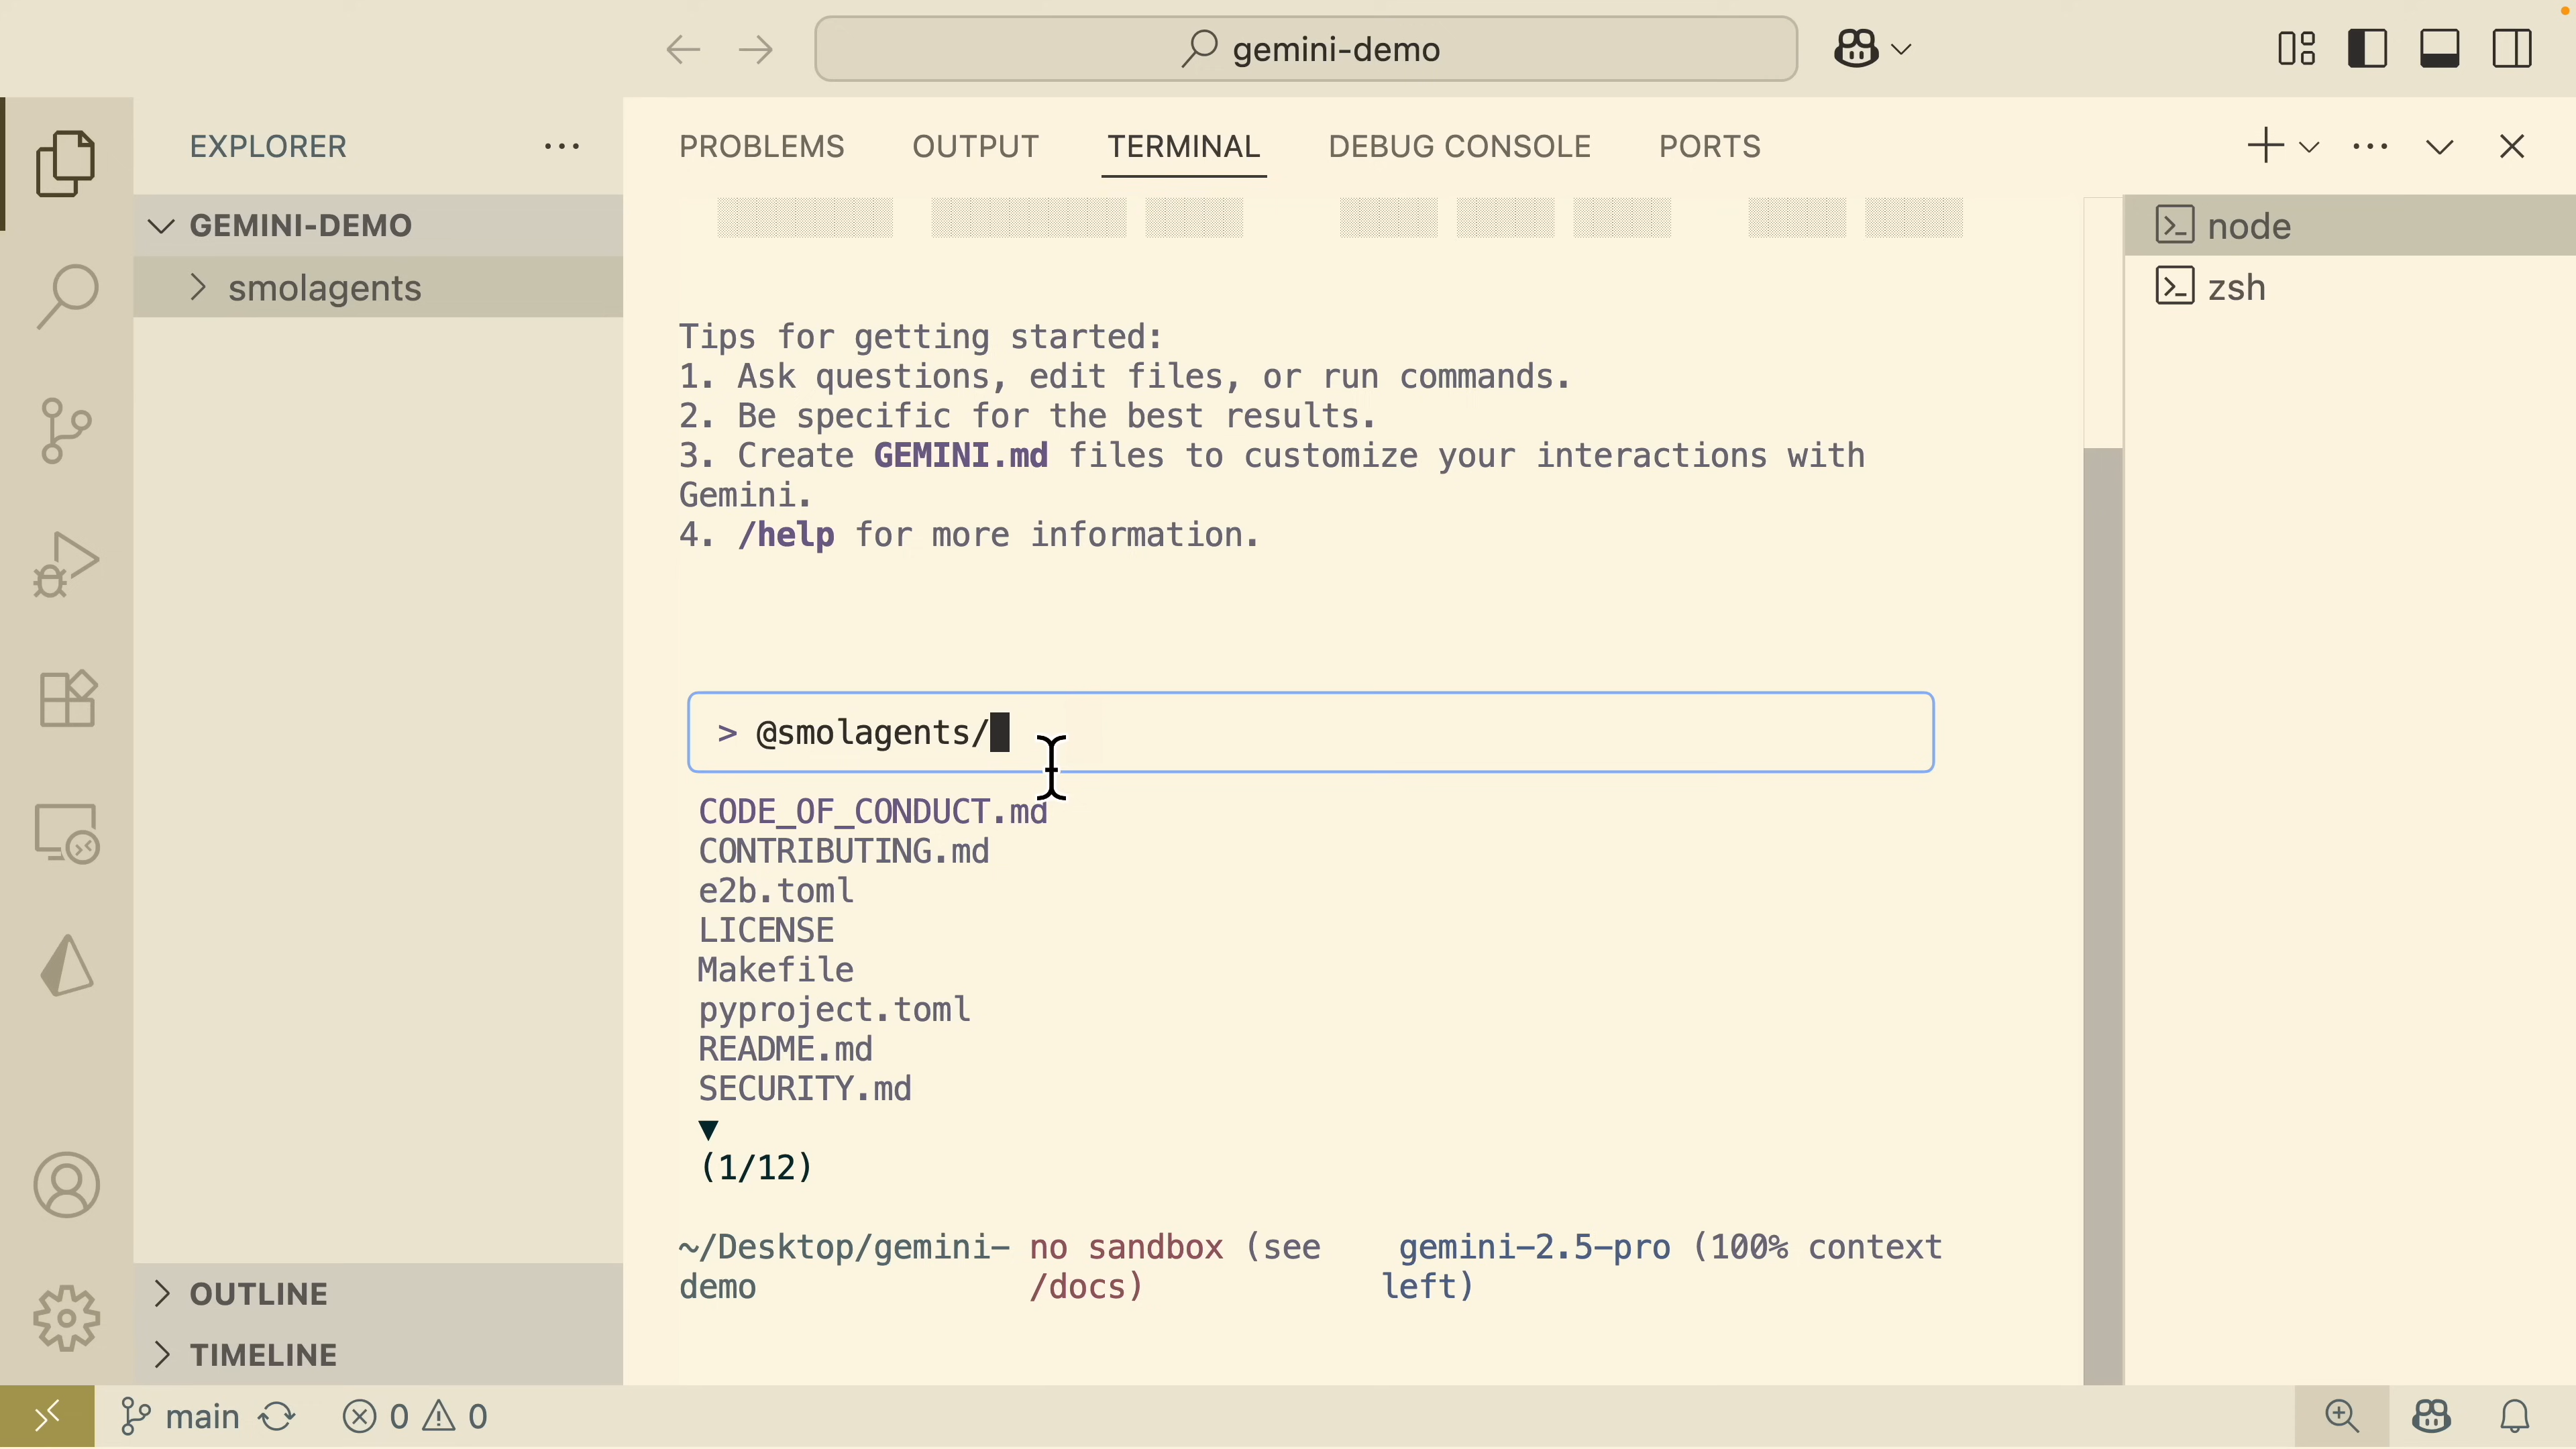 gemini-demo
EXPLORER
GEMINI-DEMO
smolagents
OUTLINE
TIMELINE
PROBLEMS OUTPUT TERMINAL DEBUG CONSOLE PORTS
Tips for getting started:
1. Ask questions, edit files, or run commands.
2. Be specific for the best results.
3. Create GEMINI.md files to customize your interactions with
Gemini.
4. /help for more information.
> @smolagents/
CODE_OF_CONDUCT.md
CONTRIBUTING.md
e2b.toml
LICENSE
Makefile
pyproject.toml
README.md
SECURITY.md
▼
(1/12)
~/Desktop/gemini- no sandbox (see gemini-2.5-pro (100% context
demo /docs) left)
node
zsh
main 0 0